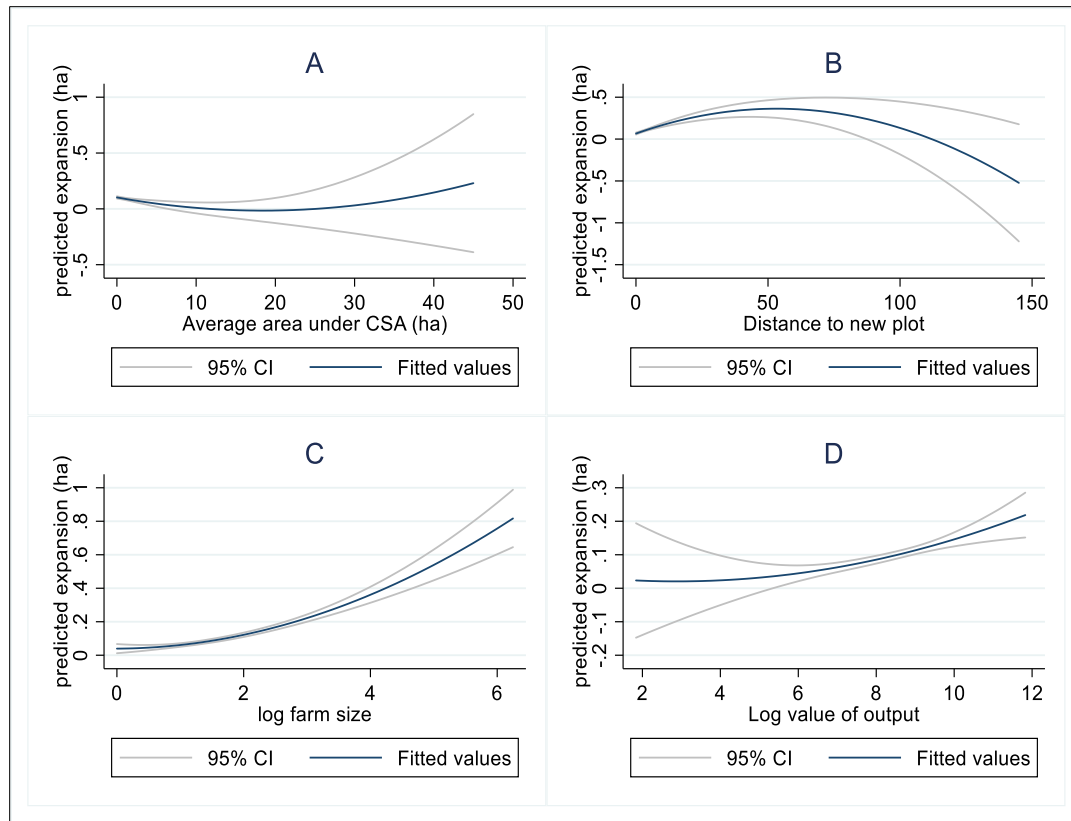 A
predicted expansion (ha)
1
.5
0
-.5
0 10 20 30 40 50
Average area under CSA (ha)
95% CI Fitted values
B
predicted expansion (ha)
.5
0
-.5
-1
-1.5
0 50 100 150
Distance to new plot
95% CI Fitted values
C
predicted expansion (ha)
1
.8
.6
.4
.2
0
0 2 4 6
log farm size
95% CI Fitted values
D
predicted expansion (ha)
.3
.2
.1
0
-.1
-.2
2 4 6 8 10 12
Log value of output
95% CI Fitted values